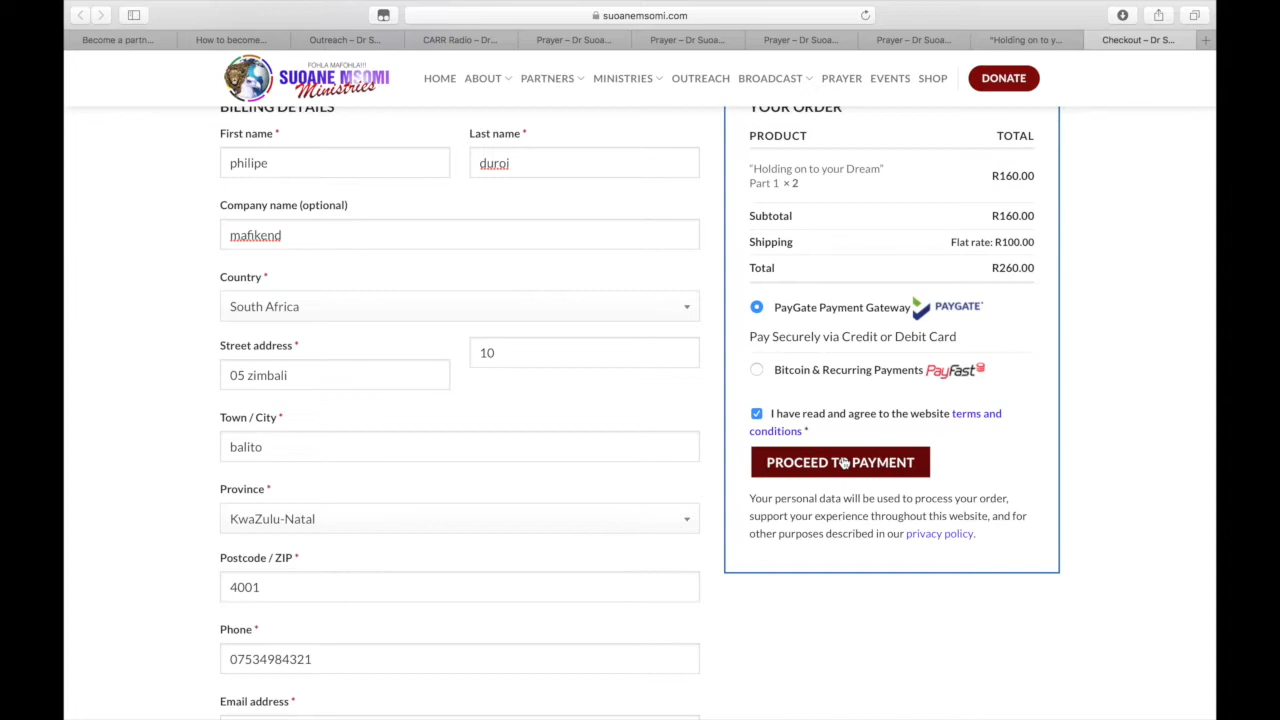 suoanemsomi.com
Become a partn...
How to become...
Outreach – Dr S...
CARR Radio – Dr...
Prayer – Dr Suoa...
Prayer – Dr Suoa...
Prayer – Dr Suoa...
Prayer – Dr Suoa...
"Holding on to y...
Checkout – Dr S...
FOHLA MAFOHLA!!!
SUOANE MSOMI
Ministries
HOME ABOUT PARTNERS MINISTRIES OUTREACH BROADCAST PRAYER EVENTS SHOP
DONATE
BILLING DETAILS
First name *
Last name *
philipe
duroi
Company name (optional)
mafikend
Country *
South Africa
Street address *
05 zimbali
10
Town / City *
balito
Province *
KwaZulu-Natal
Postcode / ZIP *
4001
Phone *
07534984321
Email address *
YOUR ORDER
PRODUCT TOTAL
"Holding on to your Dream"
Part 1 × 2
R160.00
Subtotal R160.00
Shipping Flat rate: R100.00
Total R260.00
PayGate Payment Gateway PAYGATE
Pay Securely via Credit or Debit Card
Bitcoin & Recurring Payments PayFast
I have read and agree to the website terms and
conditions *
PROCEED TO PAYMENT
Your personal data will be used to process your order,
support your experience throughout this website, and for
other purposes described in our privacy policy.